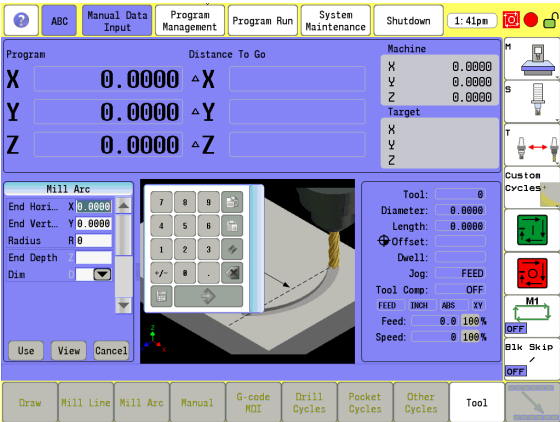 ?
ABC
Manual Data
Input
Program
Management
Program Run
System
Maintenance
Shutdown
1:41pm
Program
Distance To Go
X 0.0000 ΔX
Y 0.0000 ΔY
Z 0.0000 ΔZ
Machine
X 0.0000
Y 0.0000
Z 0.0000
Target
X
Y
Z
M
S
T
Custom
Cycles
M1
OFF
Blk Skip
/
OFF
Mill Arc
End Hori... X 0.0000
End Vert... Y 0.0000
Radius R 0
End Depth Z
Dim D
Use
View
Cancel
7 8 9
4 5 6
1 2 3
+/- 0 .
Z
X
Tool: 0
Diameter: 0.0000
Length: 0.0000
Offset:
Dwell:
Jog: FEED
Tool Comp: OFF
FEED INCH ABS XY
Feed: 0.0 100%
Speed: 0 100%
Draw
Mill Line
Mill Arc
Manual
G-code
MDI
Drill
Cycles
Pocket
Cycles
Other
Cycles
Tool